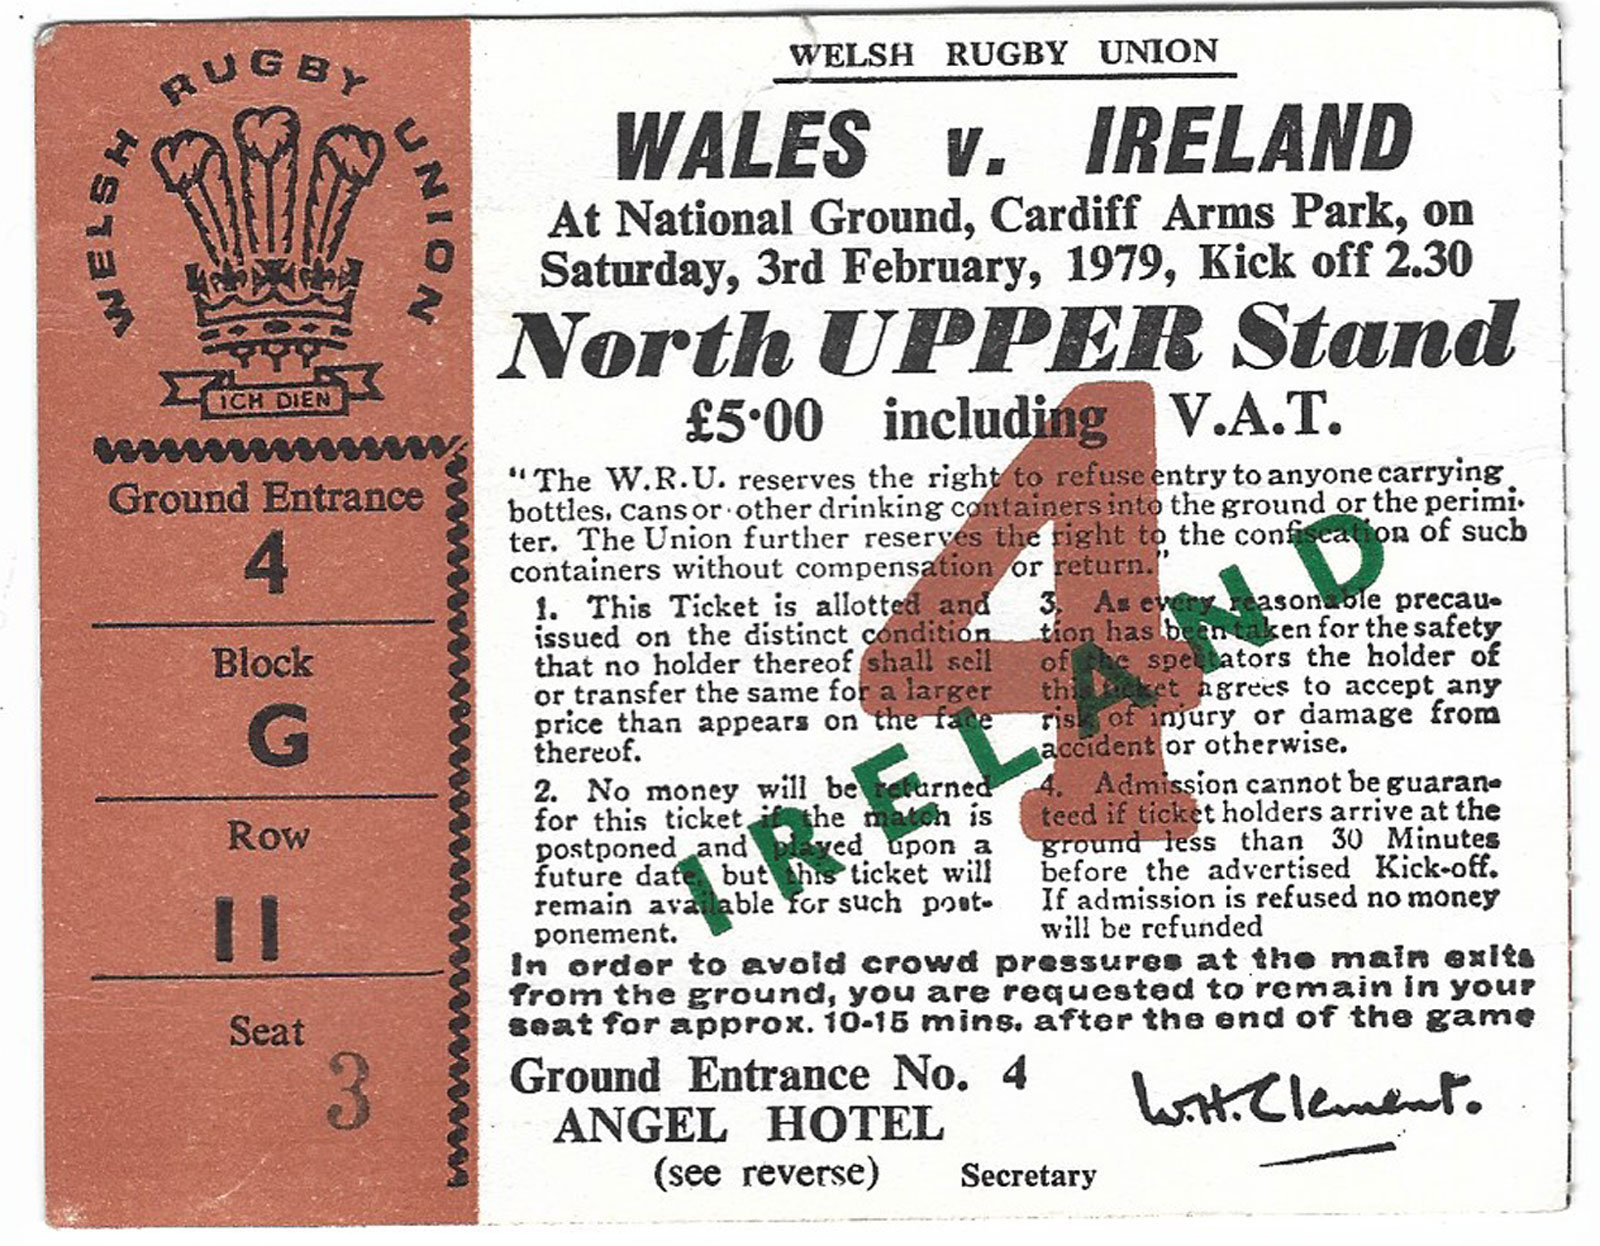 WELSH RUGBY UNION
ICH DIEN
Ground Entrance
4
Block
G
Row
11
Seat
3
WELSH RUGBY UNION
WALES v. IRELAND
At National Ground, Cardiff Arms Park, on
Saturday, 3rd February, 1979, Kick off 2.30
North UPPER Stand
£5·00 including V.A.T.
"The W.R.U. reserves the right to refuse entry to anyone carrying
bottles, cans or other drinking containers into the ground or the perimi-
ter. The Union further reserves the right to the confiscation of such
containers without compensation or return."
1. This Ticket is allotted and
issued on the distinct condition
that no holder thereof shall sell
or transfer the same for a larger
price than appears on the face
thereof.
2. No money will be returned
for this ticket if the match is
postponed and played upon a
future date, but this ticket will
remain available for such post-
ponement.
3. As every reasonable precau-
tion has been taken for the safety
of the spectators the holder of
this ticket agrees to accept any
risk of injury or damage from
accident or otherwise.
4. Admission cannot be guaran-
teed if ticket holders arrive at the
ground less than 30 Minutes
before the advertised Kick-off.
If admission is refused no money
will be refunded
4
IRELAND
In order to avoid crowd pressures at the main exits
from the ground, you are requested to remain in your
seat for approx. 10-15 mins. after the end of the game
Ground Entrance No. 4
ANGEL HOTEL
(see reverse)
W.H.Clement.
Secretary